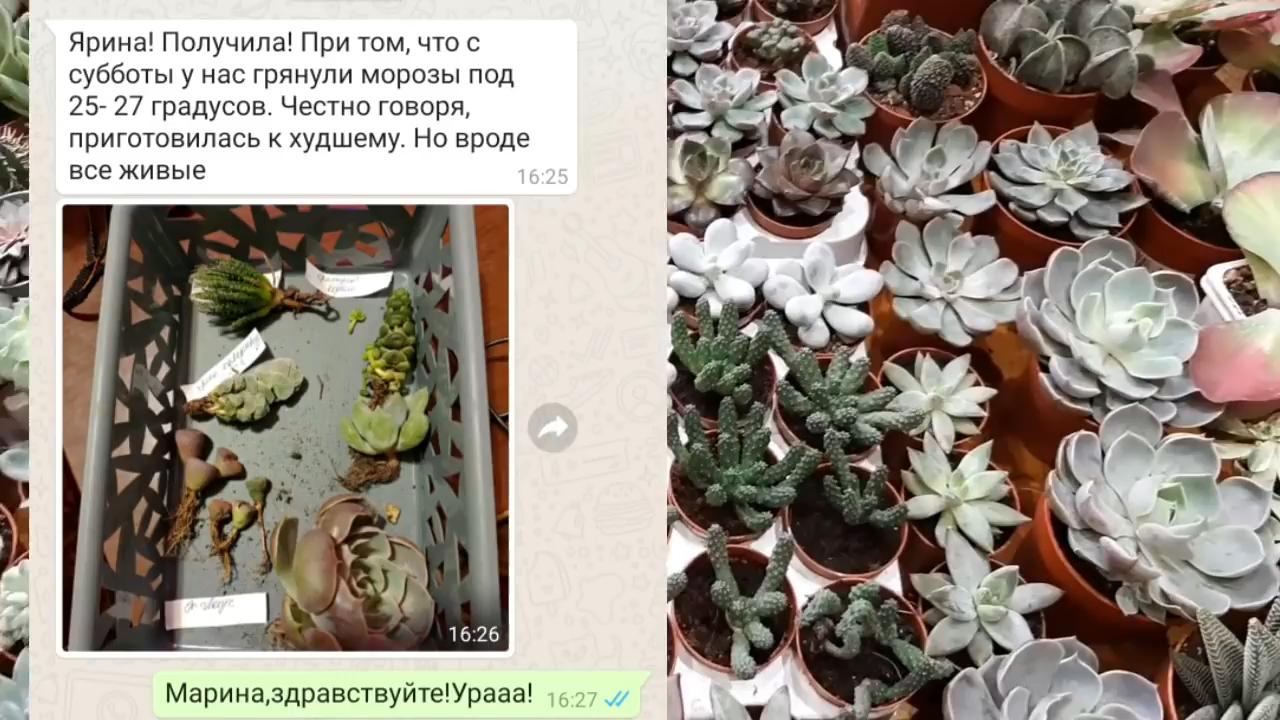 Ярина! Получила! При том, что с
субботы у нас грянули морозы под
25- 27 градусов. Честно говоря,
приготовилась к худшему. Но вроде
все живые
16:25
16:26
Марина,здравствуйте!Урааа!
16:27